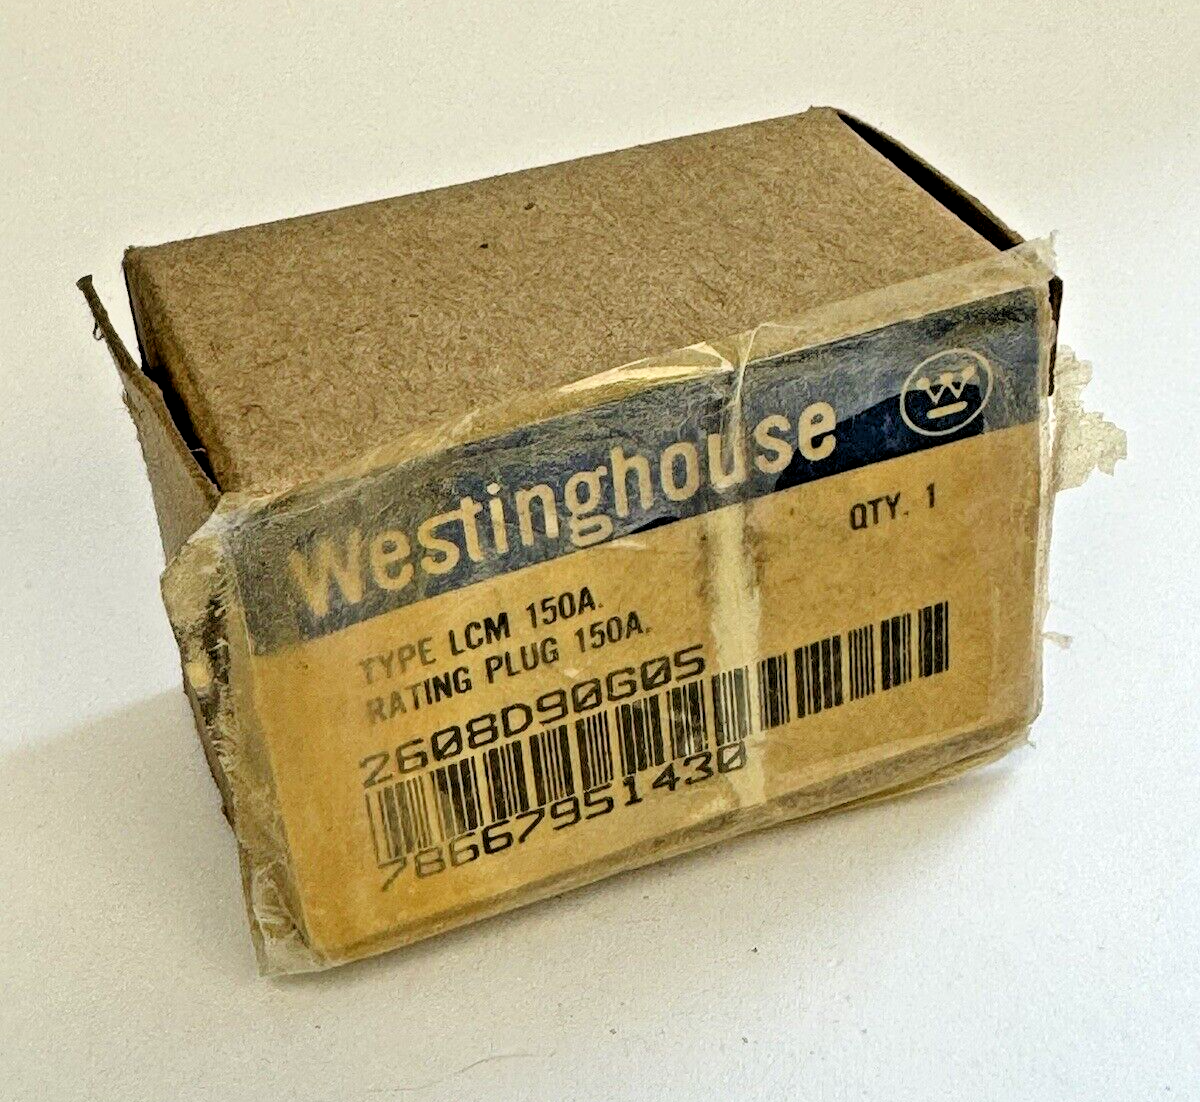 Westinghouse
W
QTY. 1
TYPE LCM 150A.
RATING PLUG 150A.
2608D90G05
78667951430